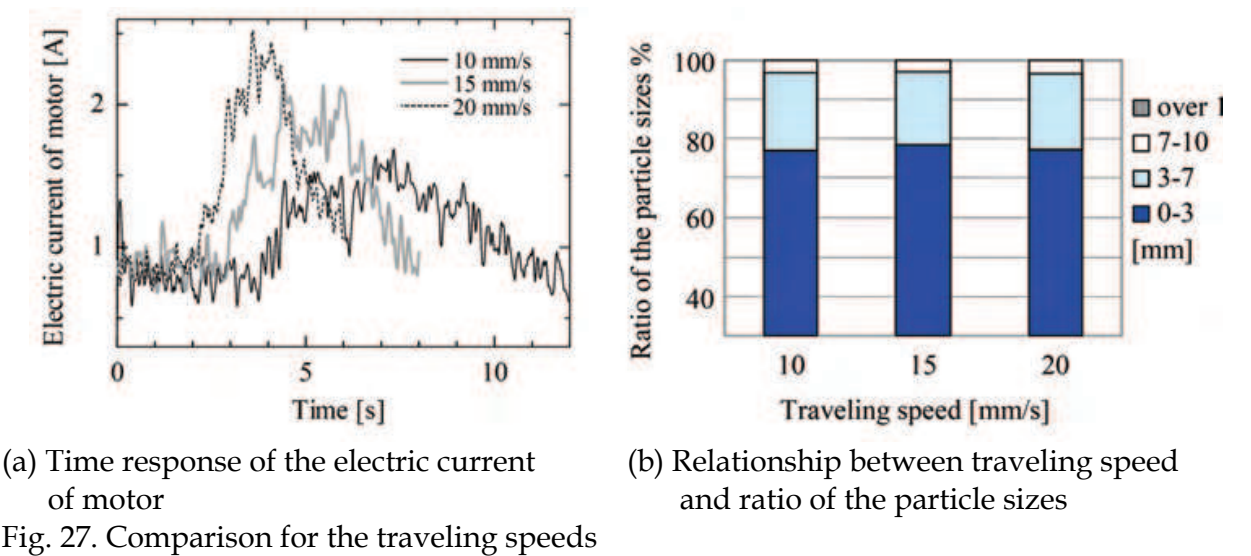 Electric current of motor [A]
2
1
10 mm/s
15 mm/s
20 mm/s
0 5 10
Time [s]
Ratio of the particle sizes %
100
80
60
40
over 1
7-10
3-7
0-3
[mm]
10 15 20
Traveling speed [mm/s]
(a) Time response of the electric current
of motor
(b) Relationship between traveling speed
and ratio of the particle sizes
Fig. 27. Comparison for the traveling speeds